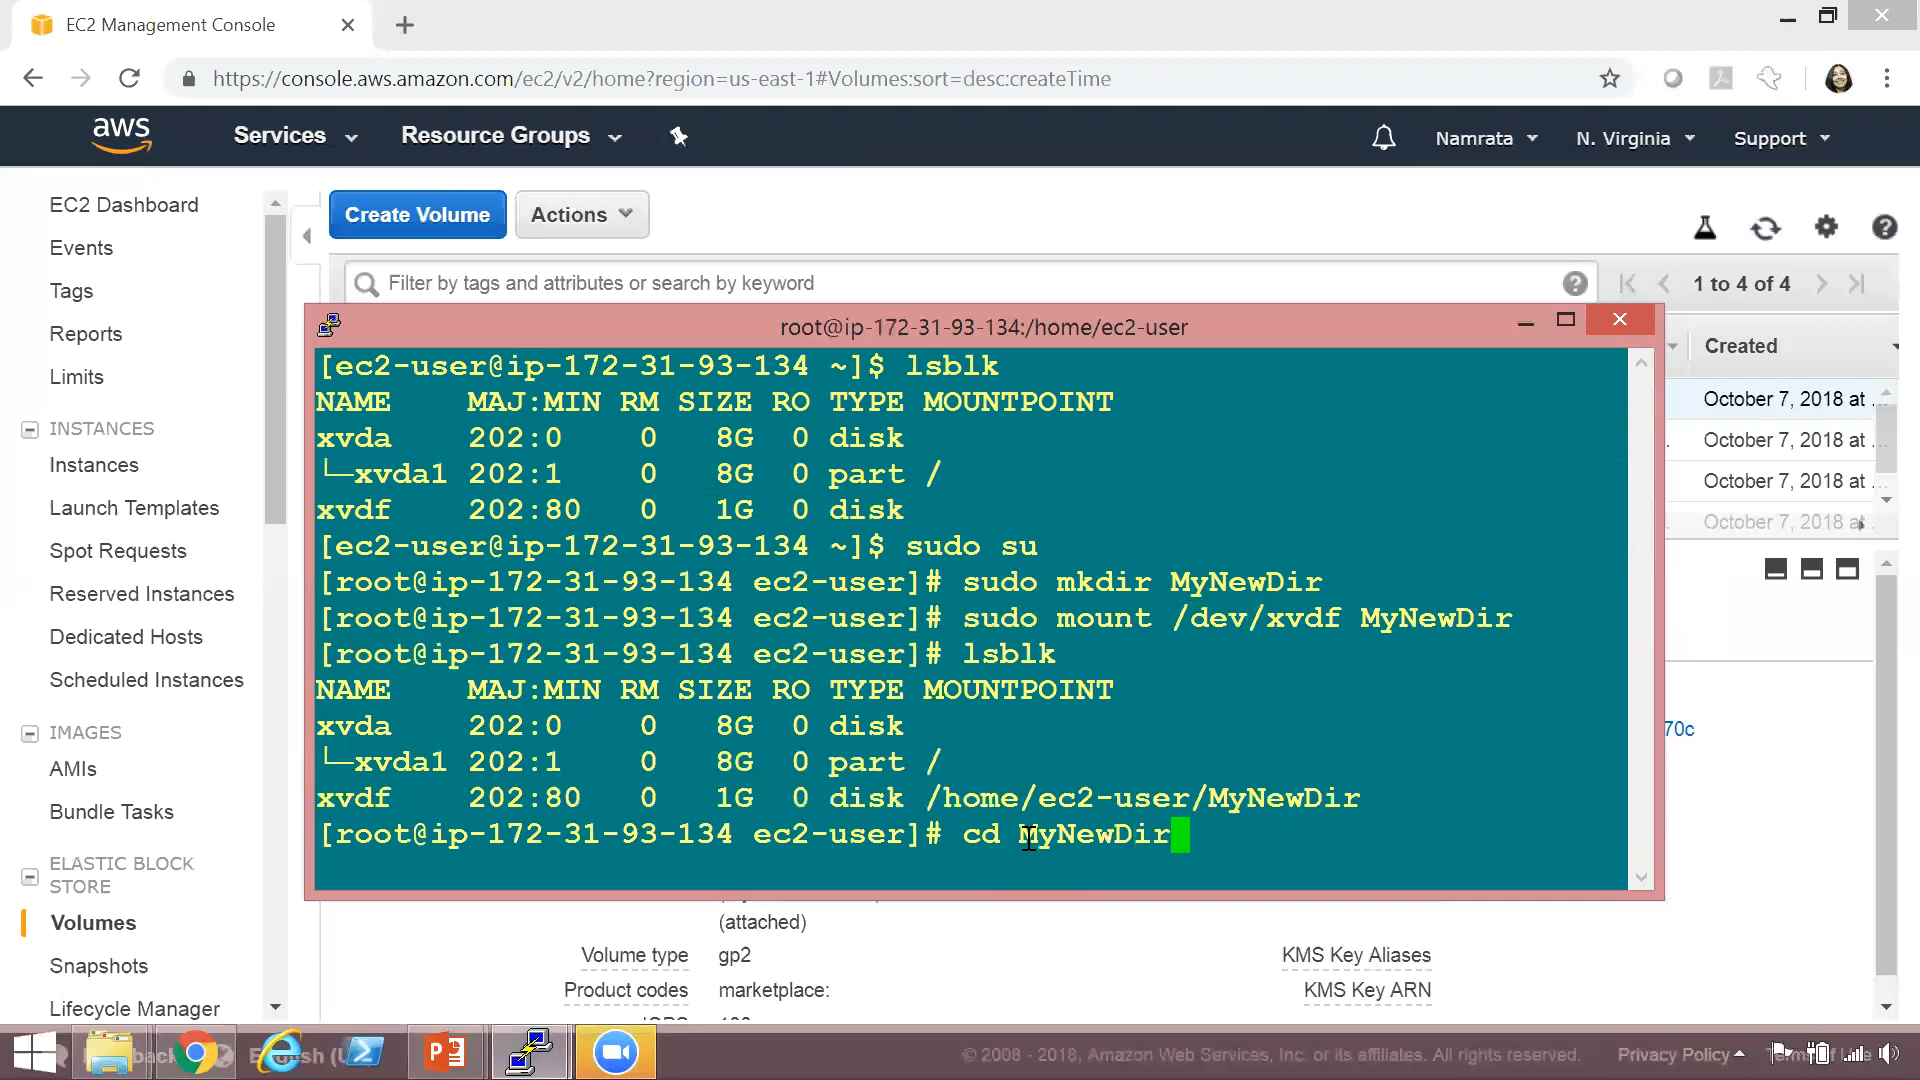 EC2 Management Console
https://console.aws.amazon.com/ec2/v2/home?region=us-east-1#Volumes:sort=desc:createTime
aws
Services
Resource Groups
Namrata
N. Virginia
Support
EC2 Dashboard
Events
Tags
Reports
Limits
INSTANCES
Instances
Launch Templates
Spot Requests
Reserved Instances
Dedicated Hosts
Scheduled Instances
IMAGES
AMIs
Bundle Tasks
ELASTIC BLOCK
STORE
Volumes
Snapshots
Lifecycle Manager
Create Volume
Actions
Filter by tags and attributes or search by keyword
1 to 4 of 4
Created
October 7, 2018 at ...
October 7, 2018 at ...
October 7, 2018 at ...
October 7, 2018 at
70c
root@ip-172-31-93-134:/home/ec2-user
[ec2-user@ip-172-31-93-134 ~]$ lsblk
NAME    MAJ:MIN RM SIZE RO TYPE MOUNTPOINT
xvda    202:0    0   8G  0 disk
└─xvda1 202:1    0   8G  0 part /
xvdf    202:80   0   1G  0 disk
[ec2-user@ip-172-31-93-134 ~]$ sudo su
[root@ip-172-31-93-134 ec2-user]# sudo mkdir MyNewDir
[root@ip-172-31-93-134 ec2-user]# sudo mount /dev/xvdf MyNewDir
[root@ip-172-31-93-134 ec2-user]# lsblk
NAME    MAJ:MIN RM SIZE RO TYPE MOUNTPOINT
xvda    202:0    0   8G  0 disk
└─xvda1 202:1    0   8G  0 part /
xvdf    202:80   0   1G  0 disk /home/ec2-user/MyNewDir
[root@ip-172-31-93-134 ec2-user]# cd MyNewDir
(attached)
Volume type
gp2
KMS Key Aliases
Product codes
marketplace:
KMS Key ARN
© 2008 - 2018, Amazon Web Services, Inc. or its affiliates. All rights reserved.
Privacy Policy